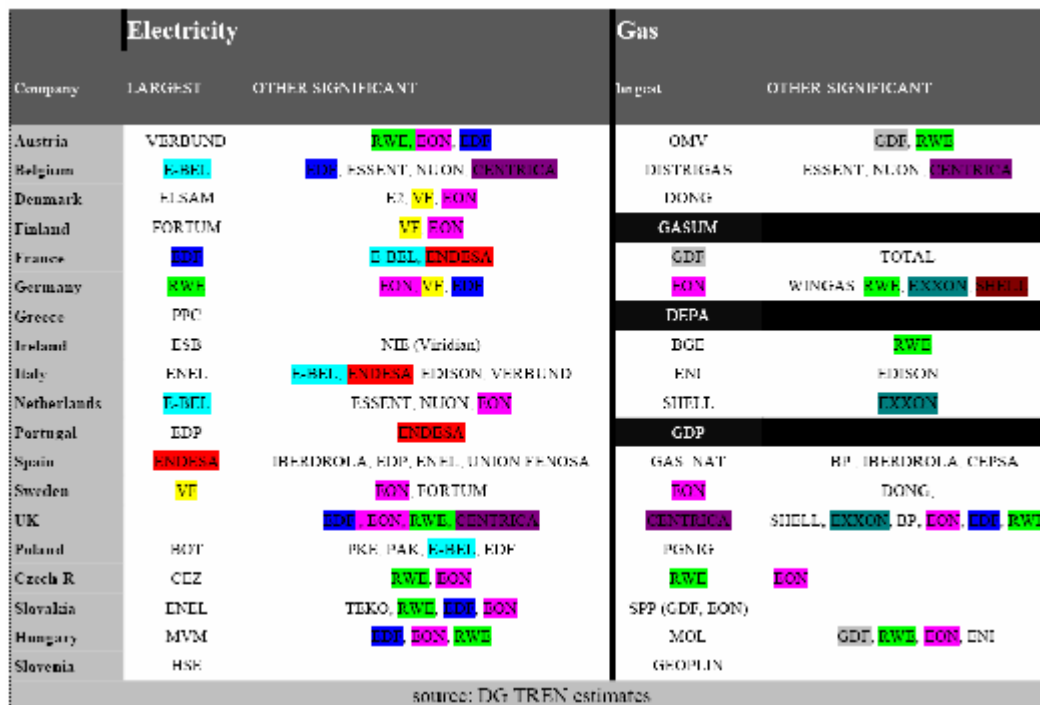 Electricity Gas
Company LARGEST OTHER SIGNIFICANT largest OTHER SIGNIFICANT
Austria VERBUND RWE, EON, EDF OMV GDF, RWE
Belgium E-BEL EDF, ESSENT, NUON, CENTRICA DISTRIGAS ESSENT, NUON, CENTRICA
Denmark ELSAM E2, VF, EON DONG
Finland FORTUM VF, EON GASUM
France EDF E-BEL, ENDESA GDF TOTAL
Germany RWE EON, VF, EDF EON WINGAS, RWE, EXXON, SHELL
Greece PPC DEPA
Ireland ESB NIE (Viridian) BGE RWE
Italy ENEL E-BEL, ENDESA, EDISON, VERBUND ENI EDISON
Netherlands E-BEL ESSENT, NUON, EON SHELL EXXON
Portugal EDP ENDESA GDP
Spain ENDESA IBERDROLA, EDP, ENEL, UNION FENOSA GAS NAT BP, IBERDROLA, CEPSA
Sweden VF EON, FORTUM EON DONG,
UK EDF, EON, RWE, CENTRICA CENTRICA SHELL, EXXON, BP, EON, EDF, RWE
Poland BOT PKE, PAK, E-BEL, EDF PGNIG
Czech R CEZ RWE, EON RWE EON
Slovakia ENEL TEKO, RWE, EDF, EON SPP (GDF, EON)
Hungary MVM EDF, EON, RWE MOL GDF, RWE, EON, ENI
Slovenia HSE GEOPLIN
source: DG TREN estimates